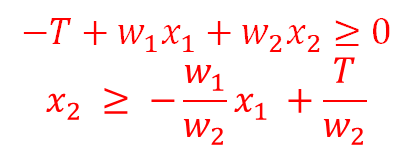 −T + w₁x₁ + w₂x₂ ≥ 0
x₂ ≥ −w₁/w₂ x₁ + T/w₂